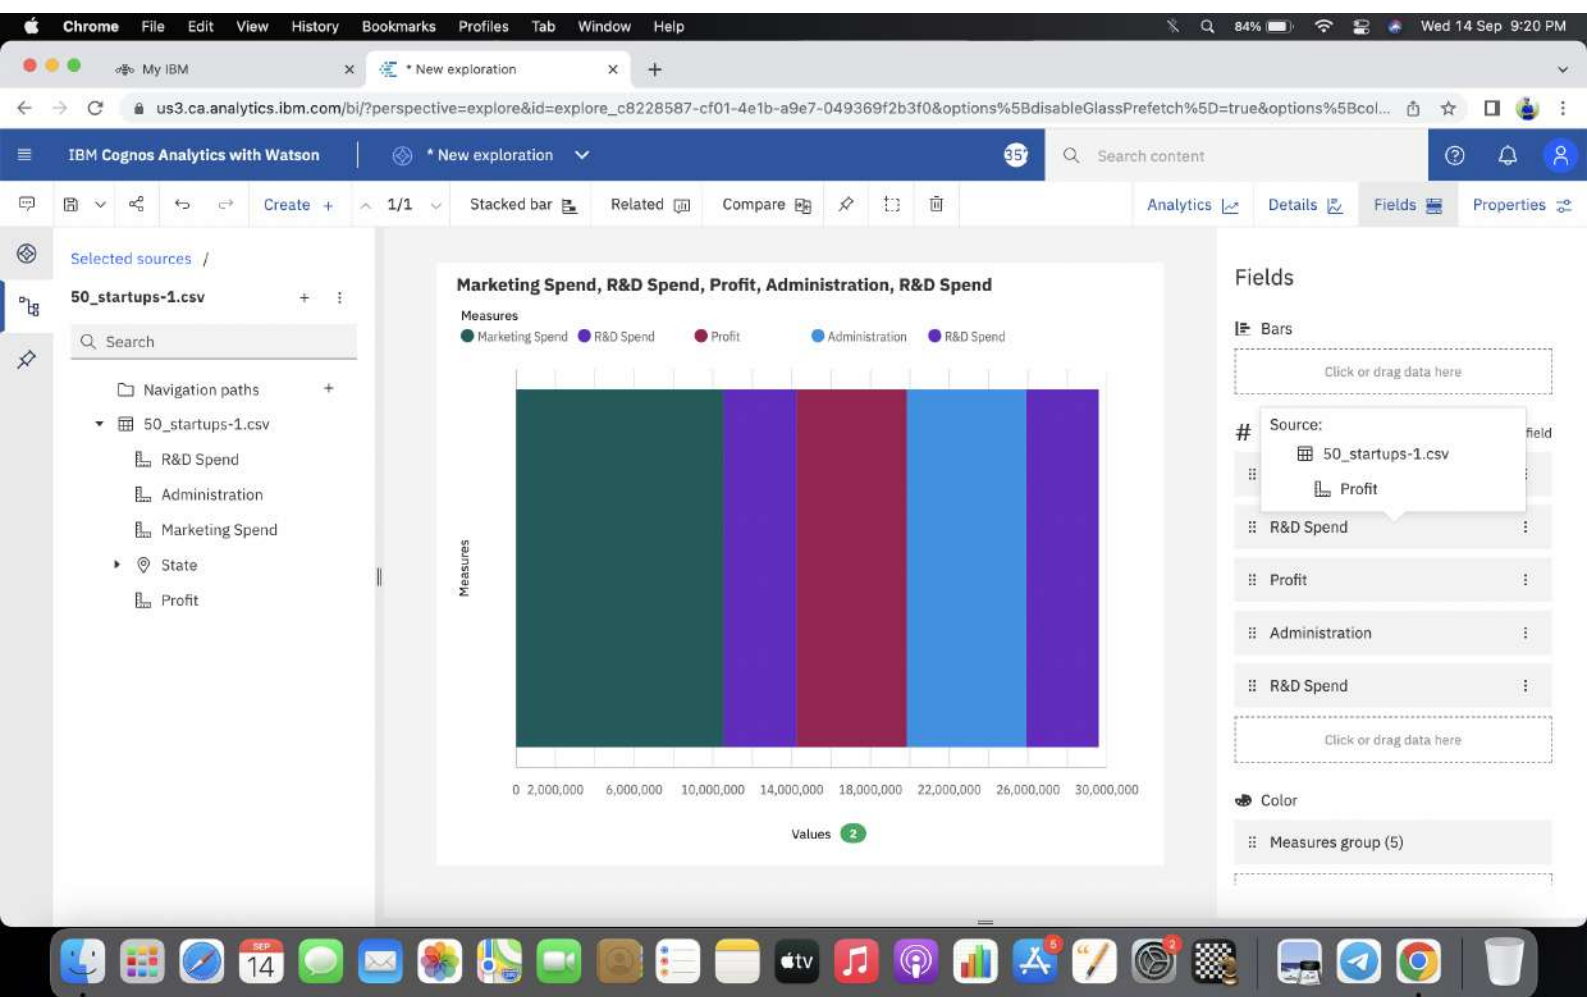 Chrome File Edit View History Bookmarks Profiles Tab Window Help 84% Wed 14 Sep 9:20 PM
My IBM * New exploration
us3.ca.analytics.ibm.com/bi/?perspective=explore&id=explore_c8228587-cf01-4e1b-a9e7-049369f2b3f0&options%5BdisableGlassPrefetch%5D=true&options%5Bcol...
IBM Cognos Analytics with Watson * New exploration 357 Search content
Create + 1/1 Stacked bar Related Compare Analytics Details Fields Properties
Selected sources /
50_startups-1.csv
Search
Navigation paths
50_startups-1.csv
R&D Spend
Administration
Marketing Spend
State
Profit
Marketing Spend, R&D Spend, Profit, Administration, R&D Spend
Measures
Marketing Spend R&D Spend Profit Administration R&D Spend
Measures
0 2,000,000 6,000,000 10,000,000 14,000,000 18,000,000 22,000,000 26,000,000 30,000,000
Values 2
Fields
Bars
Click or drag data here
# field
Source:
50_startups-1.csv
Profit
R&D Spend
Profit
Administration
R&D Spend
Click or drag data here
Color
Measures group (5)
SEP
14
tv
5
2